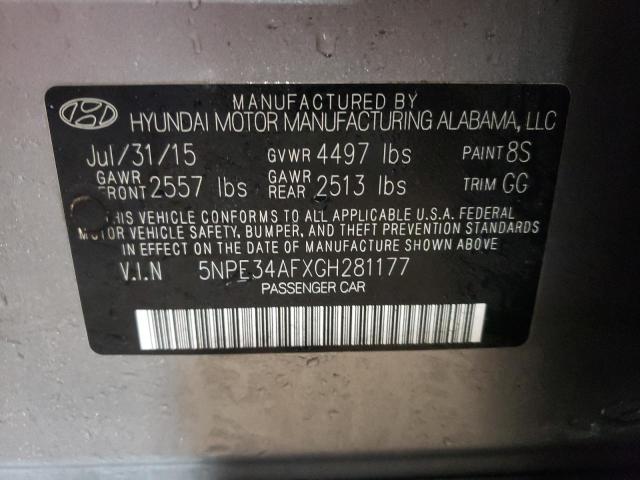 MANUFACTURED BY
HYUNDAI MOTOR MANUFACTURING ALABAMA, LLC
Jul/31/15 GVWR 4497 lbs PAINT 8S
GAWR FRONT 2557 lbs GAWR REAR 2513 lbs TRIM GG
THIS VEHICLE CONFORMS TO ALL APPLICABLE U.S.A. FEDERAL
MOTOR VEHICLE SAFETY, BUMPER, AND THEFT PREVENTION STANDARDS
IN EFFECT ON THE DATE OF MANUFACTURE SHOWN ABOVE
V.I.N 5NPE34AFXGH281177
PASSENGER CAR